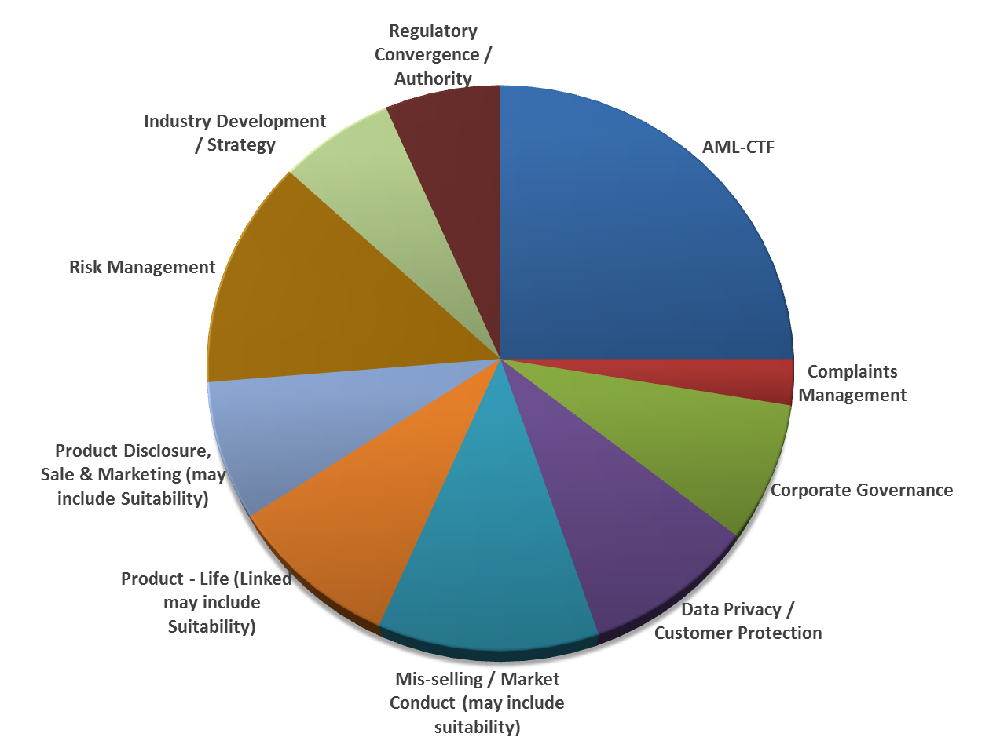 Regulatory
Convergence /
Authority
AML-CTF
Complaints
Management
Corporate Governance
Data Privacy /
Customer Protection
Mis-selling / Market
Conduct (may include
suitability)
Product - Life (Linked
may include
Suitability)
Product Disclosure,
Sale & Marketing (may
include Suitability)
Risk Management
Industry Development
/ Strategy